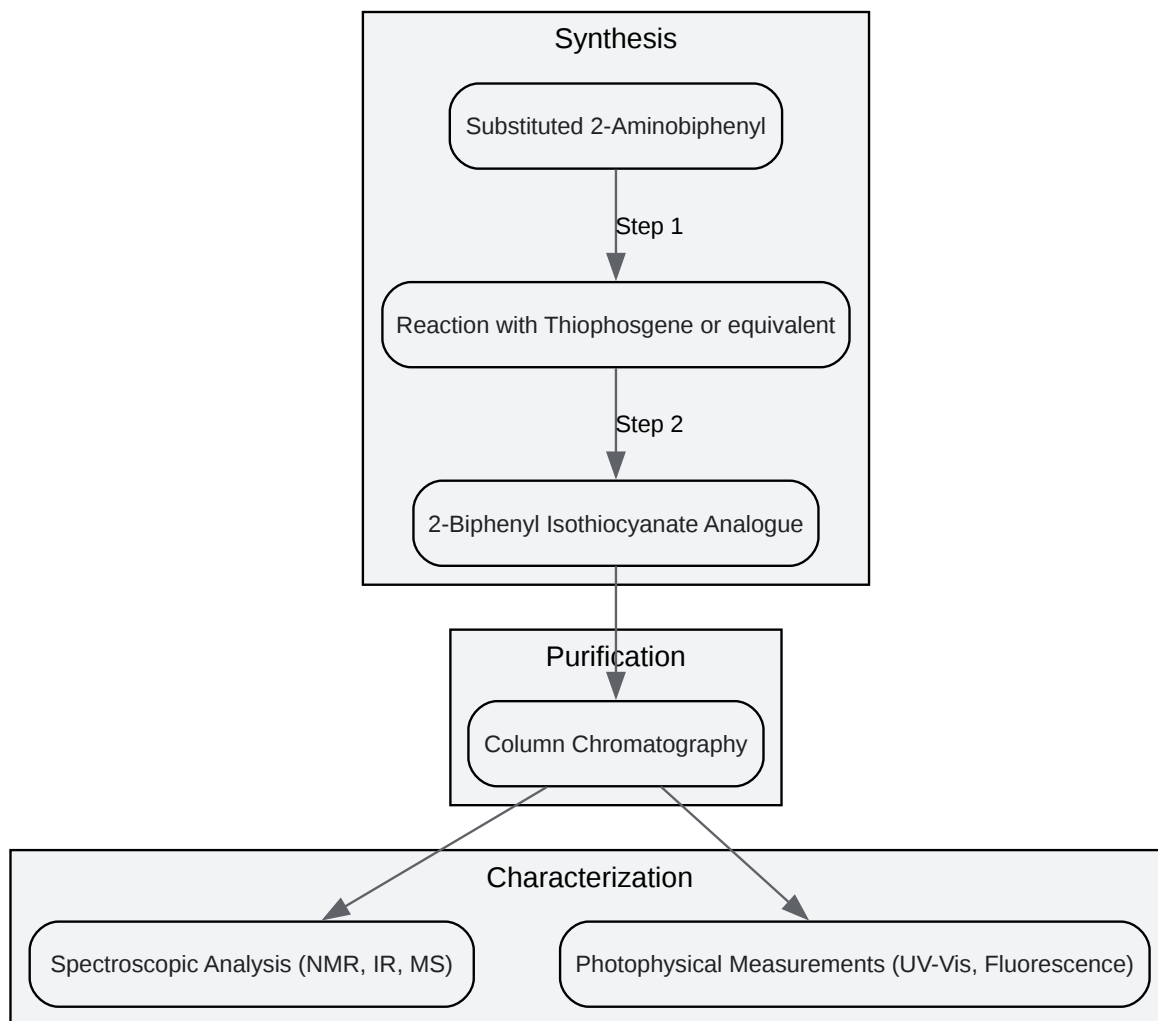 Synthesis
Substituted 2-Aminobiphenyl
Step 1
Reaction with Thiophosgene or equivalent
Step 2
2-Biphenyl Isothiocyanate Analogue
Purification
Column Chromatography
Characterization
Spectroscopic Analysis (NMR, IR, MS)
Photophysical Measurements (UV-Vis, Fluorescence)